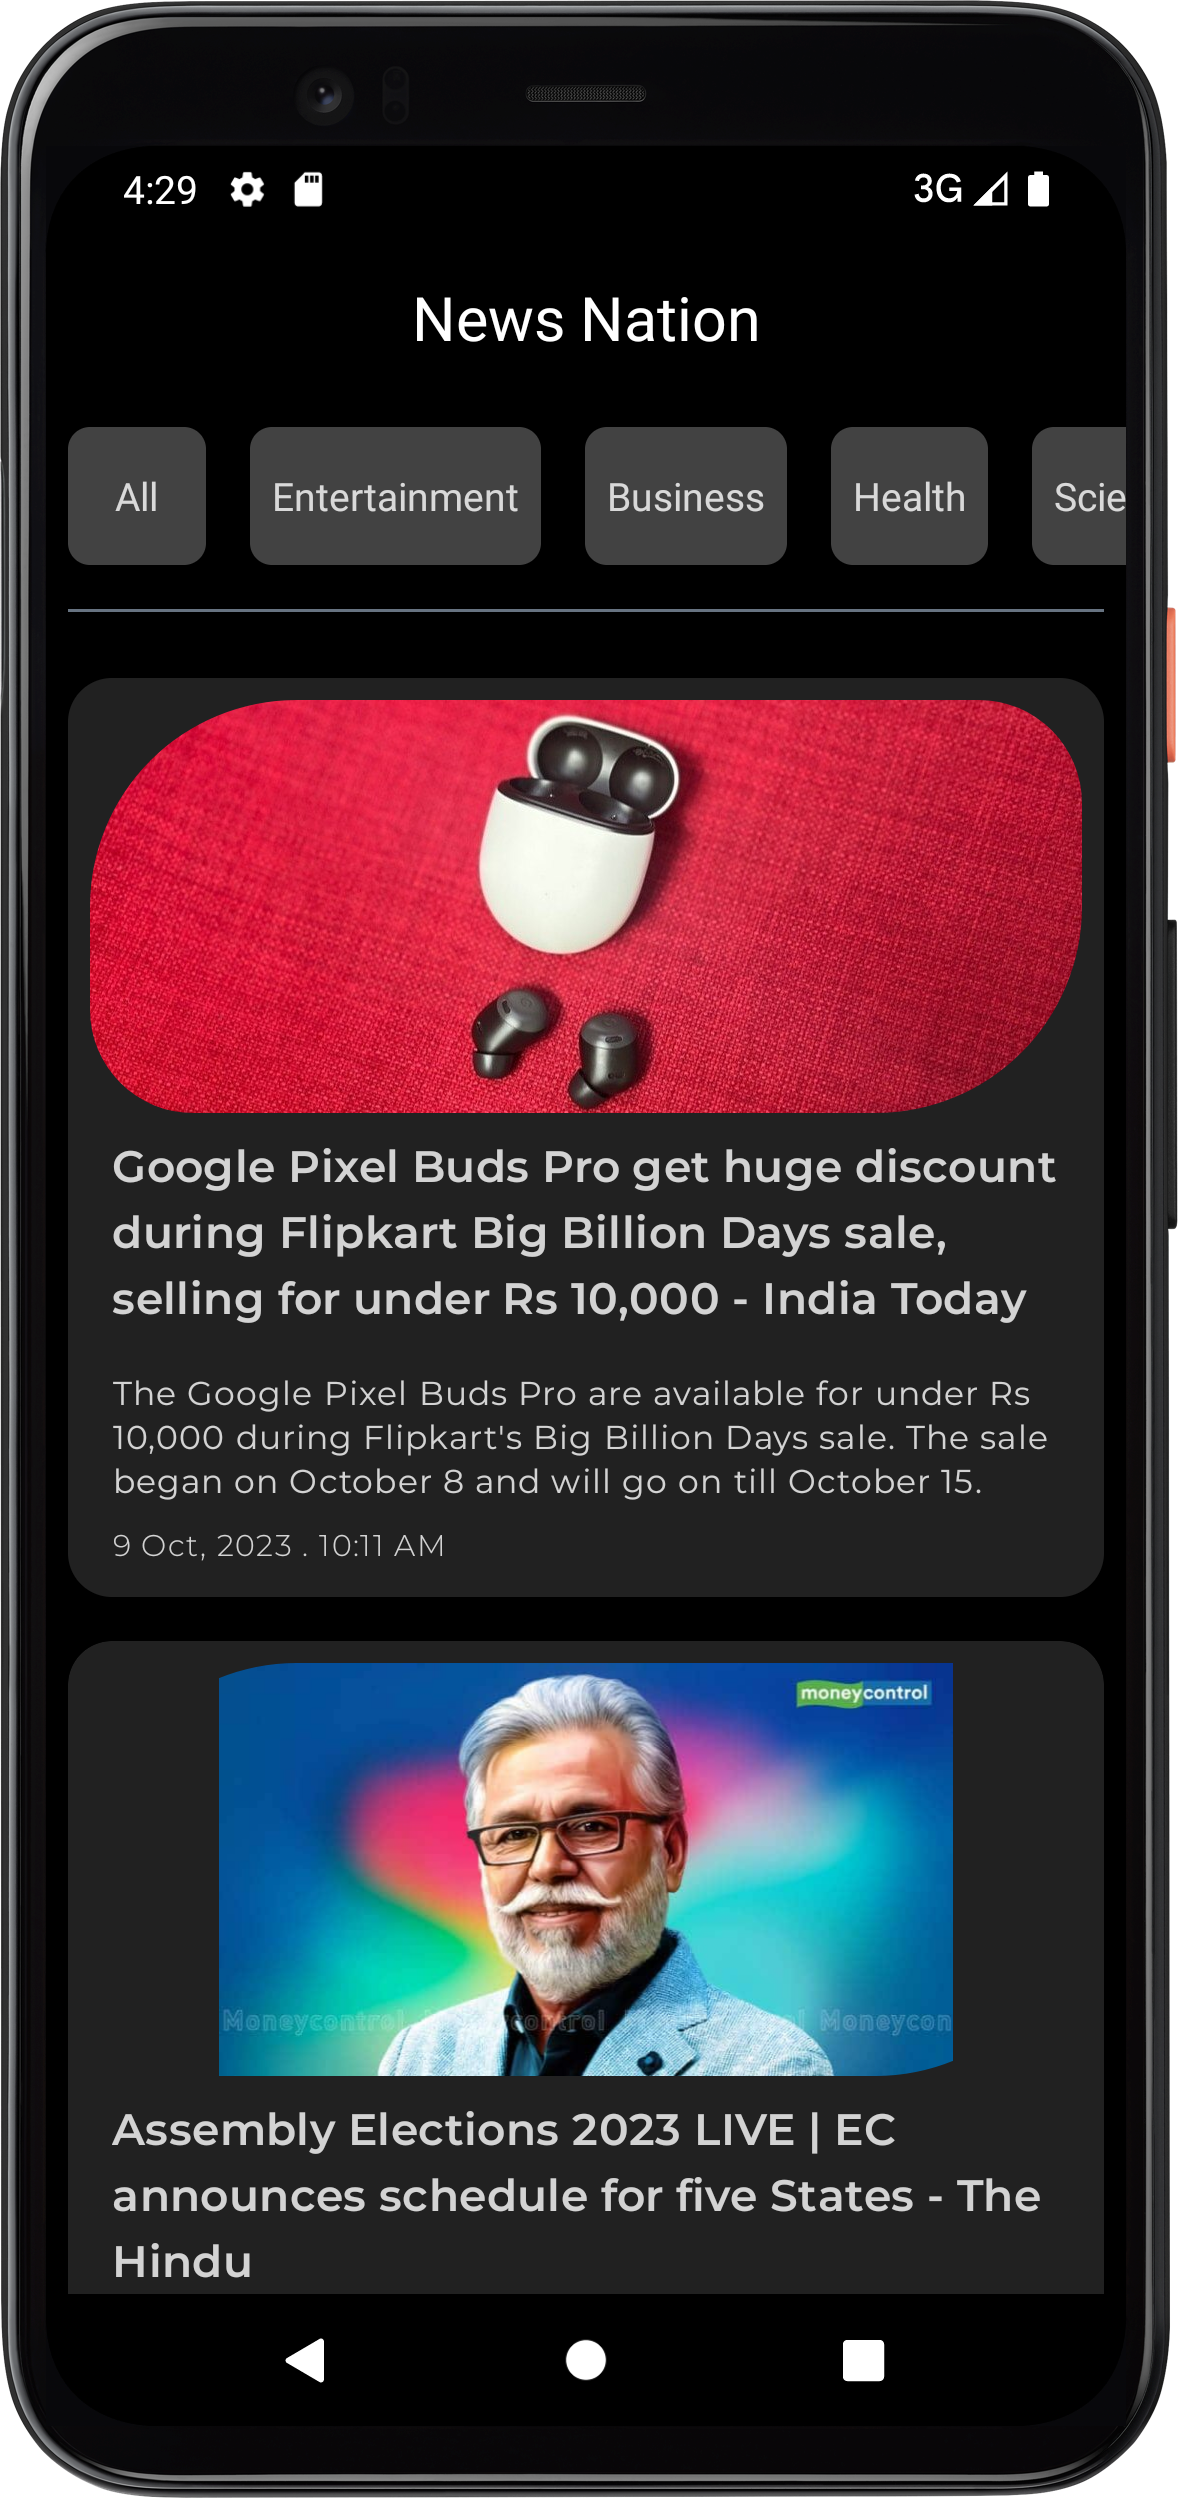 4:29 3G
News Nation
All Entertainment Business Health Scie
Google Pixel Buds Pro get huge discount
during Flipkart Big Billion Days sale,
selling for under Rs 10,000 - India Today
The Google Pixel Buds Pro are available for under Rs
10,000 during Flipkart's Big Billion Days sale. The sale
began on October 8 and will go on till October 15.
9 Oct, 2023 . 10:11 AM
moneycontrol
Moneycontrol control Moneycon
Assembly Elections 2023 LIVE | EC
announces schedule for five States - The
Hindu